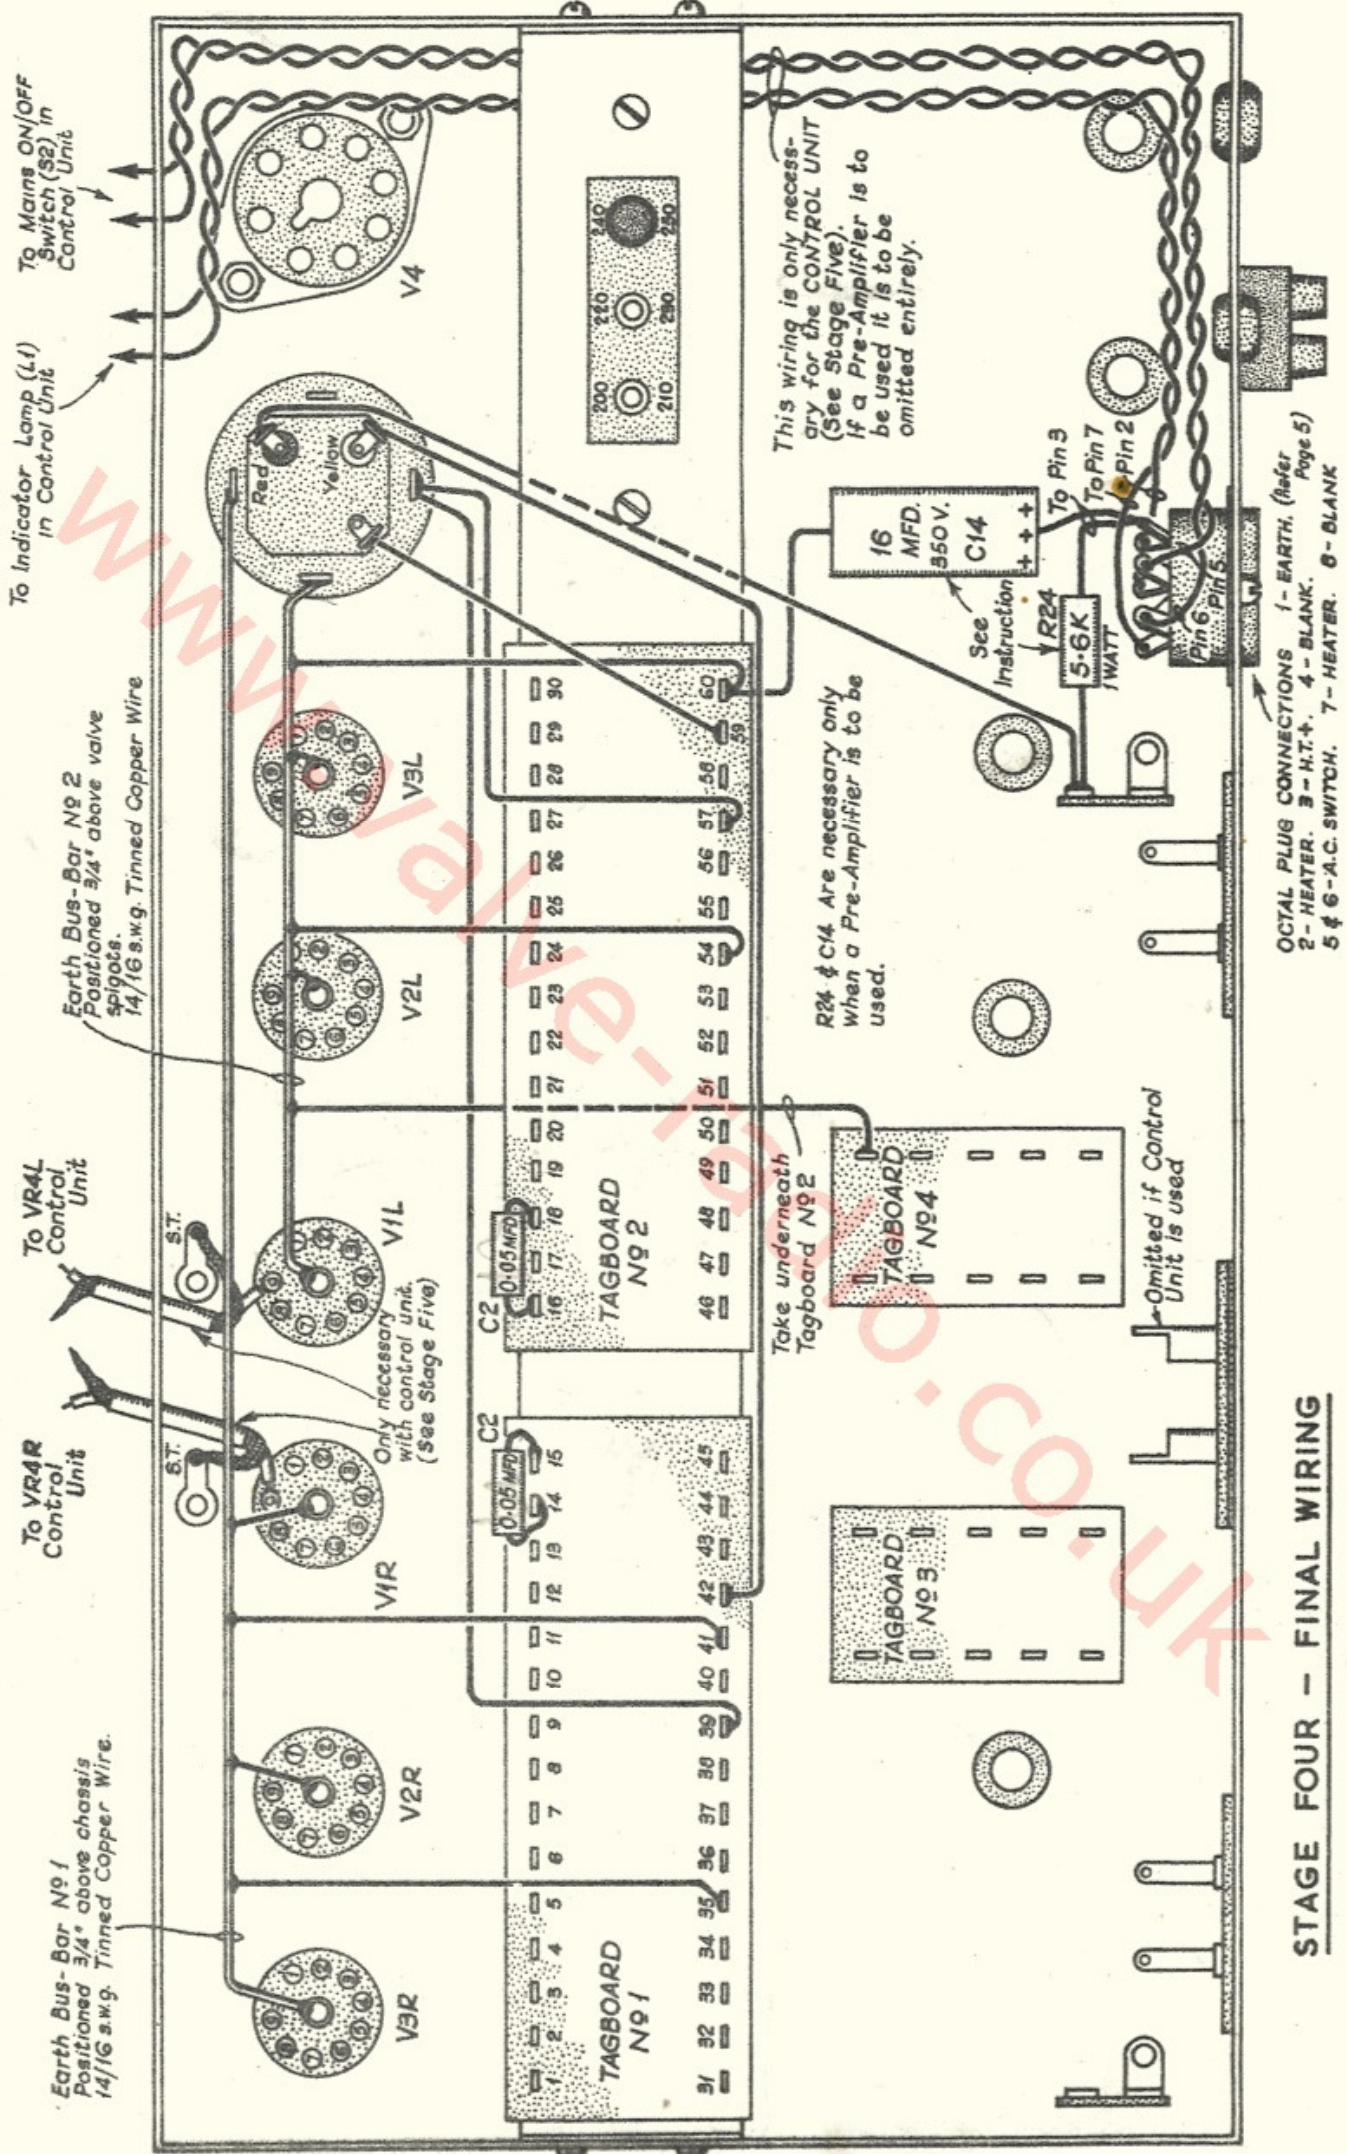 To Mains ON/OFF
Switch (S2) in
Control Unit
To Indicator Lamp (L1)
in Control Unit
Earth Bus-Bar Nº 2
Positioned 3/4" above valve
spigots.
14/16 s.w.g. Tinned Copper Wire
To VR4L
Control
Unit
To VR4R
Control
Unit
Earth Bus-Bar Nº 1
Positioned 3/4" above chassis
14/16 s.w.g. Tinned Copper Wire.
S.T.
S.T.
V3R
V2R
V1R
V1L
V2L
V3L
V4
Red
Yellow
Only necessary
with control unit.
(See Stage Five)
C2
0·05 MFD
C2
0·05 MFD
1 2 3 4 5 6 7 8 9 10 11 12 13 14 15
TAGBOARD
Nº 1
31 32 33 34 35 36 37 38 39 40 41 42 43 44 45
16 17 18 19 20 21 22 23 24 25 26 27 28 29 30
TAGBOARD
Nº 2
46 47 48 49 50 51 52 53 54 55 56 57 58 59 60
200 220 240
210 230 250
This wiring is only necess-
ary for the CONTROL UNIT
(See Stage Five).
If a Pre-Amplifier is to
be used it is to be
omitted entirely.
16
MFD.
350 V.
C14
+ + +
See
Instruction
R24
5·6K
1 WATT
To Pin 3
To Pin 7
To Pin 2
Pin 6
Pin 5
R24 & C14 Are necessary only
when a Pre-Amplifier is to be
used.
Take underneath
Tagboard Nº 2
TAGBOARD
Nº 3
TAGBOARD
Nº 4
Omitted if Control
Unit is used
OCTAL PLUG CONNECTIONS 1 - EARTH. (Refer Page 5)
2 - HEATER. 3 - H.T.+. 4 - BLANK.
5 & 6 - A.C. SWITCH. 7 - HEATER. 8 - BLANK
STAGE FOUR – FINAL WIRING
www.valve-radio.co.uk